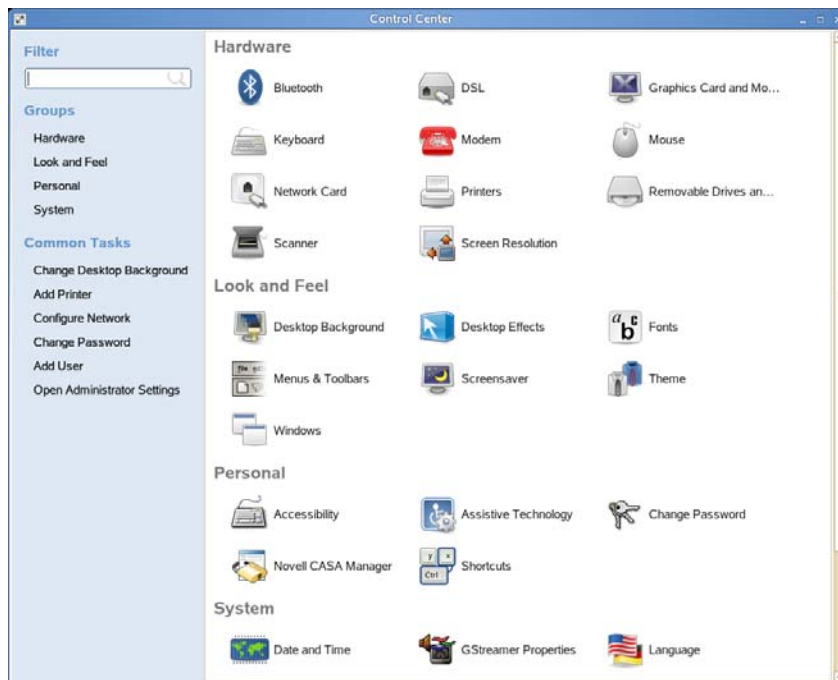 Control Center
Filter
Groups
Hardware
Look and Feel
Personal
System
Common Tasks
Change Desktop Background
Add Printer
Configure Network
Change Password
Add User
Open Administrator Settings
Hardware
Bluetooth
DSL
Graphics Card and Mo...
Keyboard
Modem
Mouse
Network Card
Printers
Removable Drives an...
Scanner
Screen Resolution
Look and Feel
Desktop Background
Desktop Effects
a b c
Fonts
File
Menus & Toolbars
Screensaver
Theme
Windows
Personal
Accessibility
Assistive Technology
Change Password
Novell CASA Manager
y x
Ctrl
Shortcuts
System
Date and Time
GStreamer Properties
Language